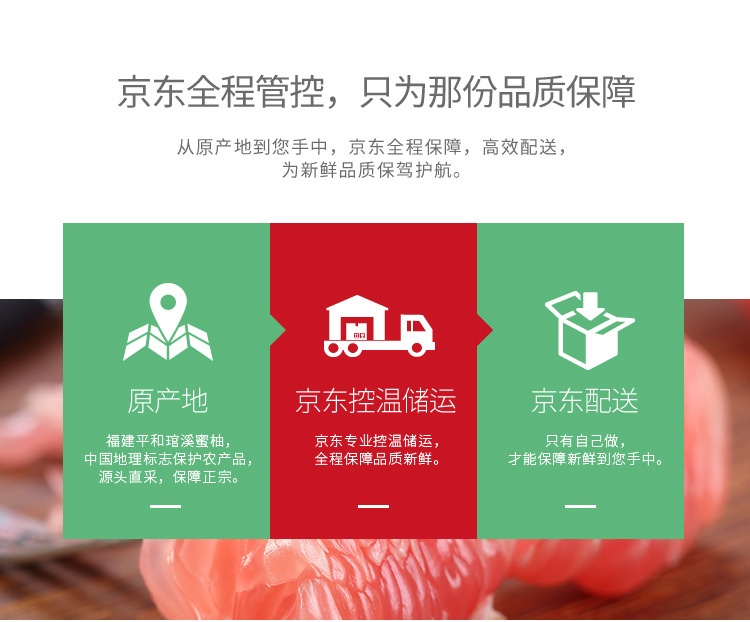 京东全程管控，只为那份品质保障
从原产地到您手中，京东全程保障，高效配送，
为新鲜品质保驾护航。
原产地
福建平和琯溪蜜柚，
中国地理标志保护农产品，
源头直采，保障正宗。
京东控温储运
京东专业控温储运，
全程保障品质新鲜。
京东配送
只有自己做，
才能保障新鲜到您手中。